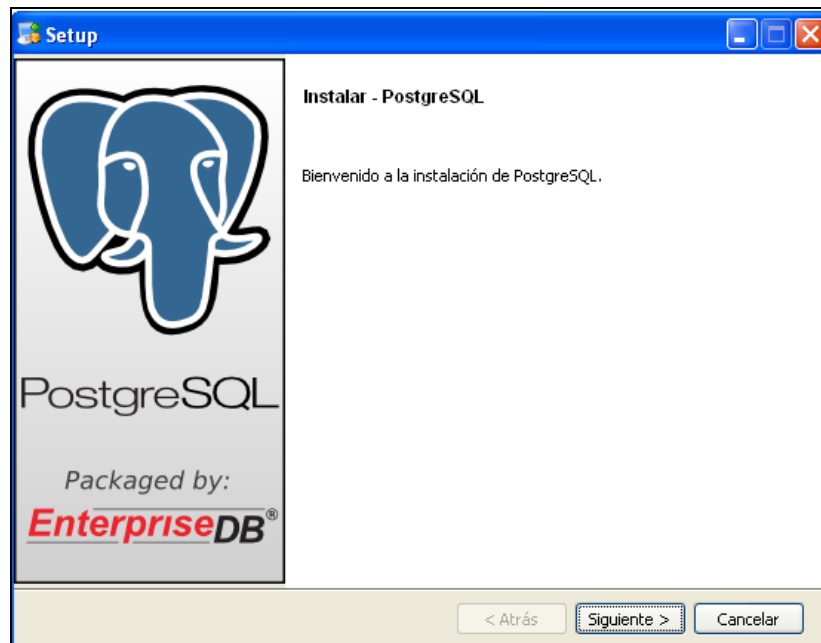 Setup
Instalar - PostgreSQL
Bienvenido a la instalación de PostgreSQL.
PostgreSQL
Packaged by:
EnterpriseDB®
< Atrás
Siguiente >
Cancelar